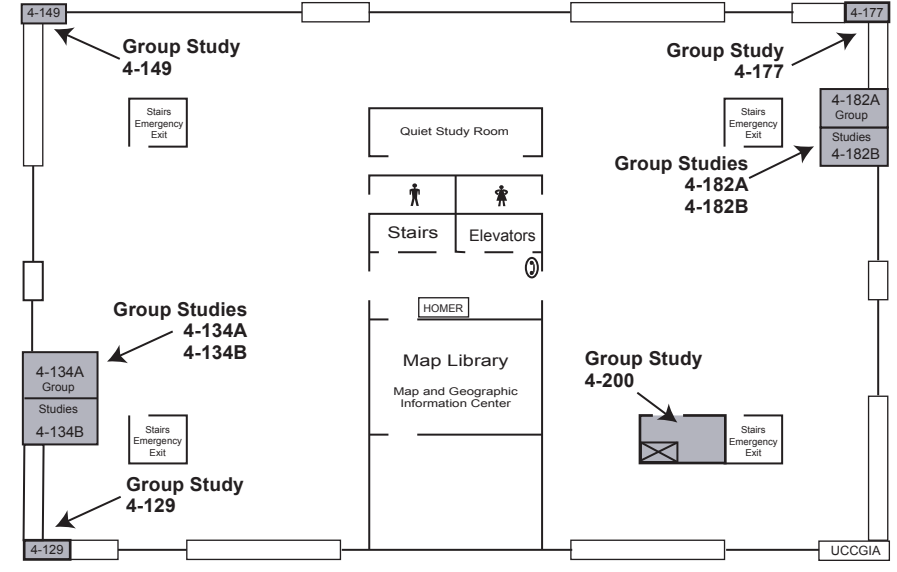 4-149
4-177
Group Study
4-149
Group Study
4-177
4-182A
Group
Studies
4-182B
Stairs
Emergency
Exit
Quiet Study Room
Stairs
Emergency
Exit
Group Studies
4-182A
4-182B
Stairs
Elevators
HOMER
Group Studies
4-134A
4-134B
4-134A
Group
Studies
4-134B
Map Library
Map and Geographic
Information Center
Group Study
4-200
Stairs
Emergency
Exit
Stairs
Emergency
Exit
Group Study
4-129
4-129
UCCGIA